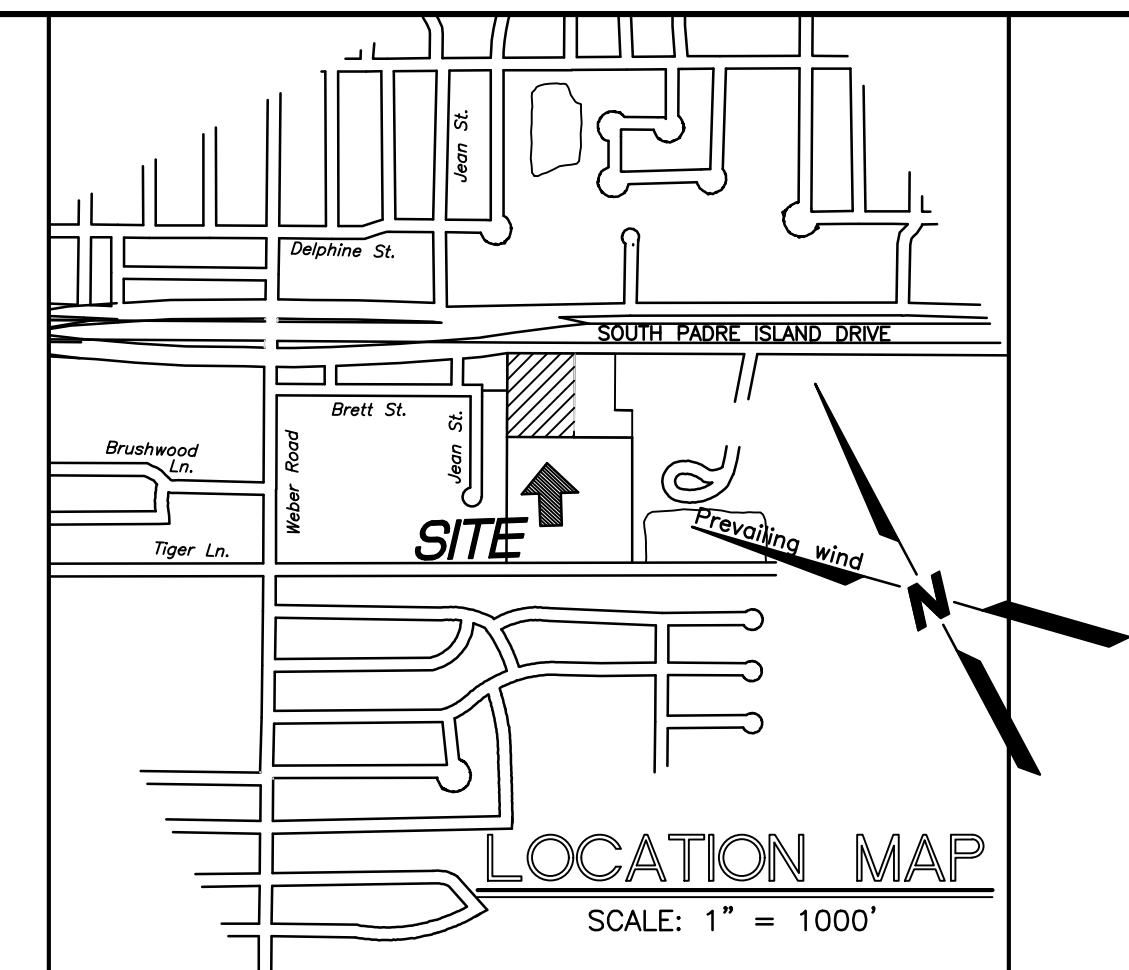 Jean St.
Delphine St.
SOUTH PADRE ISLAND DRIVE
Brett St.
Jean St.
Weber Road
Brushwood
Ln.
Tiger Ln.
SITE
Prevailing wind
N
LOCATION MAP
SCALE: 1" = 1000'